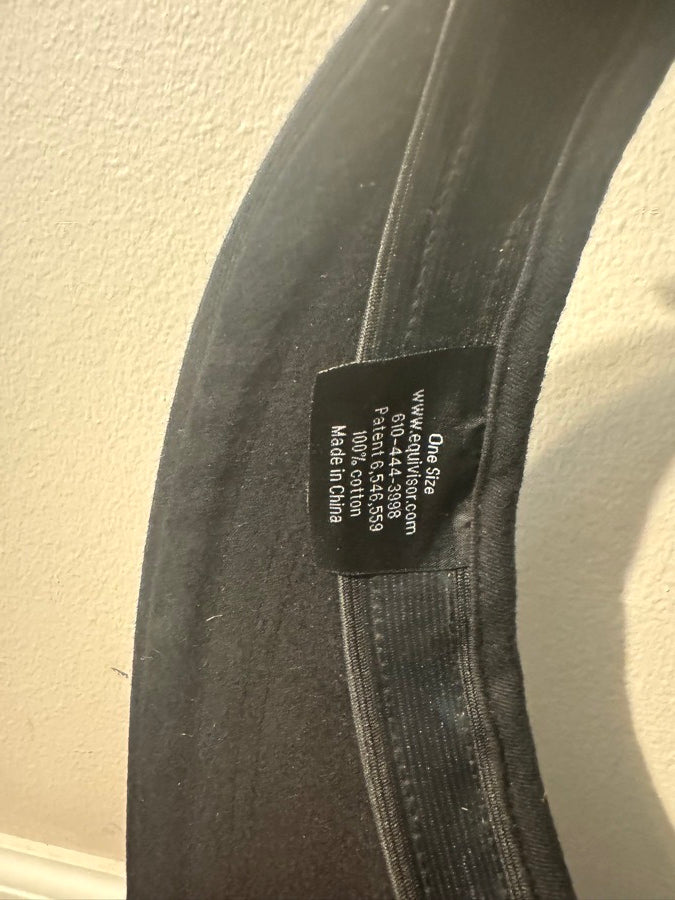 One Size
www.equivisor.com
610-444-3998
Patent 6,546,559
100% cotton
Made in China